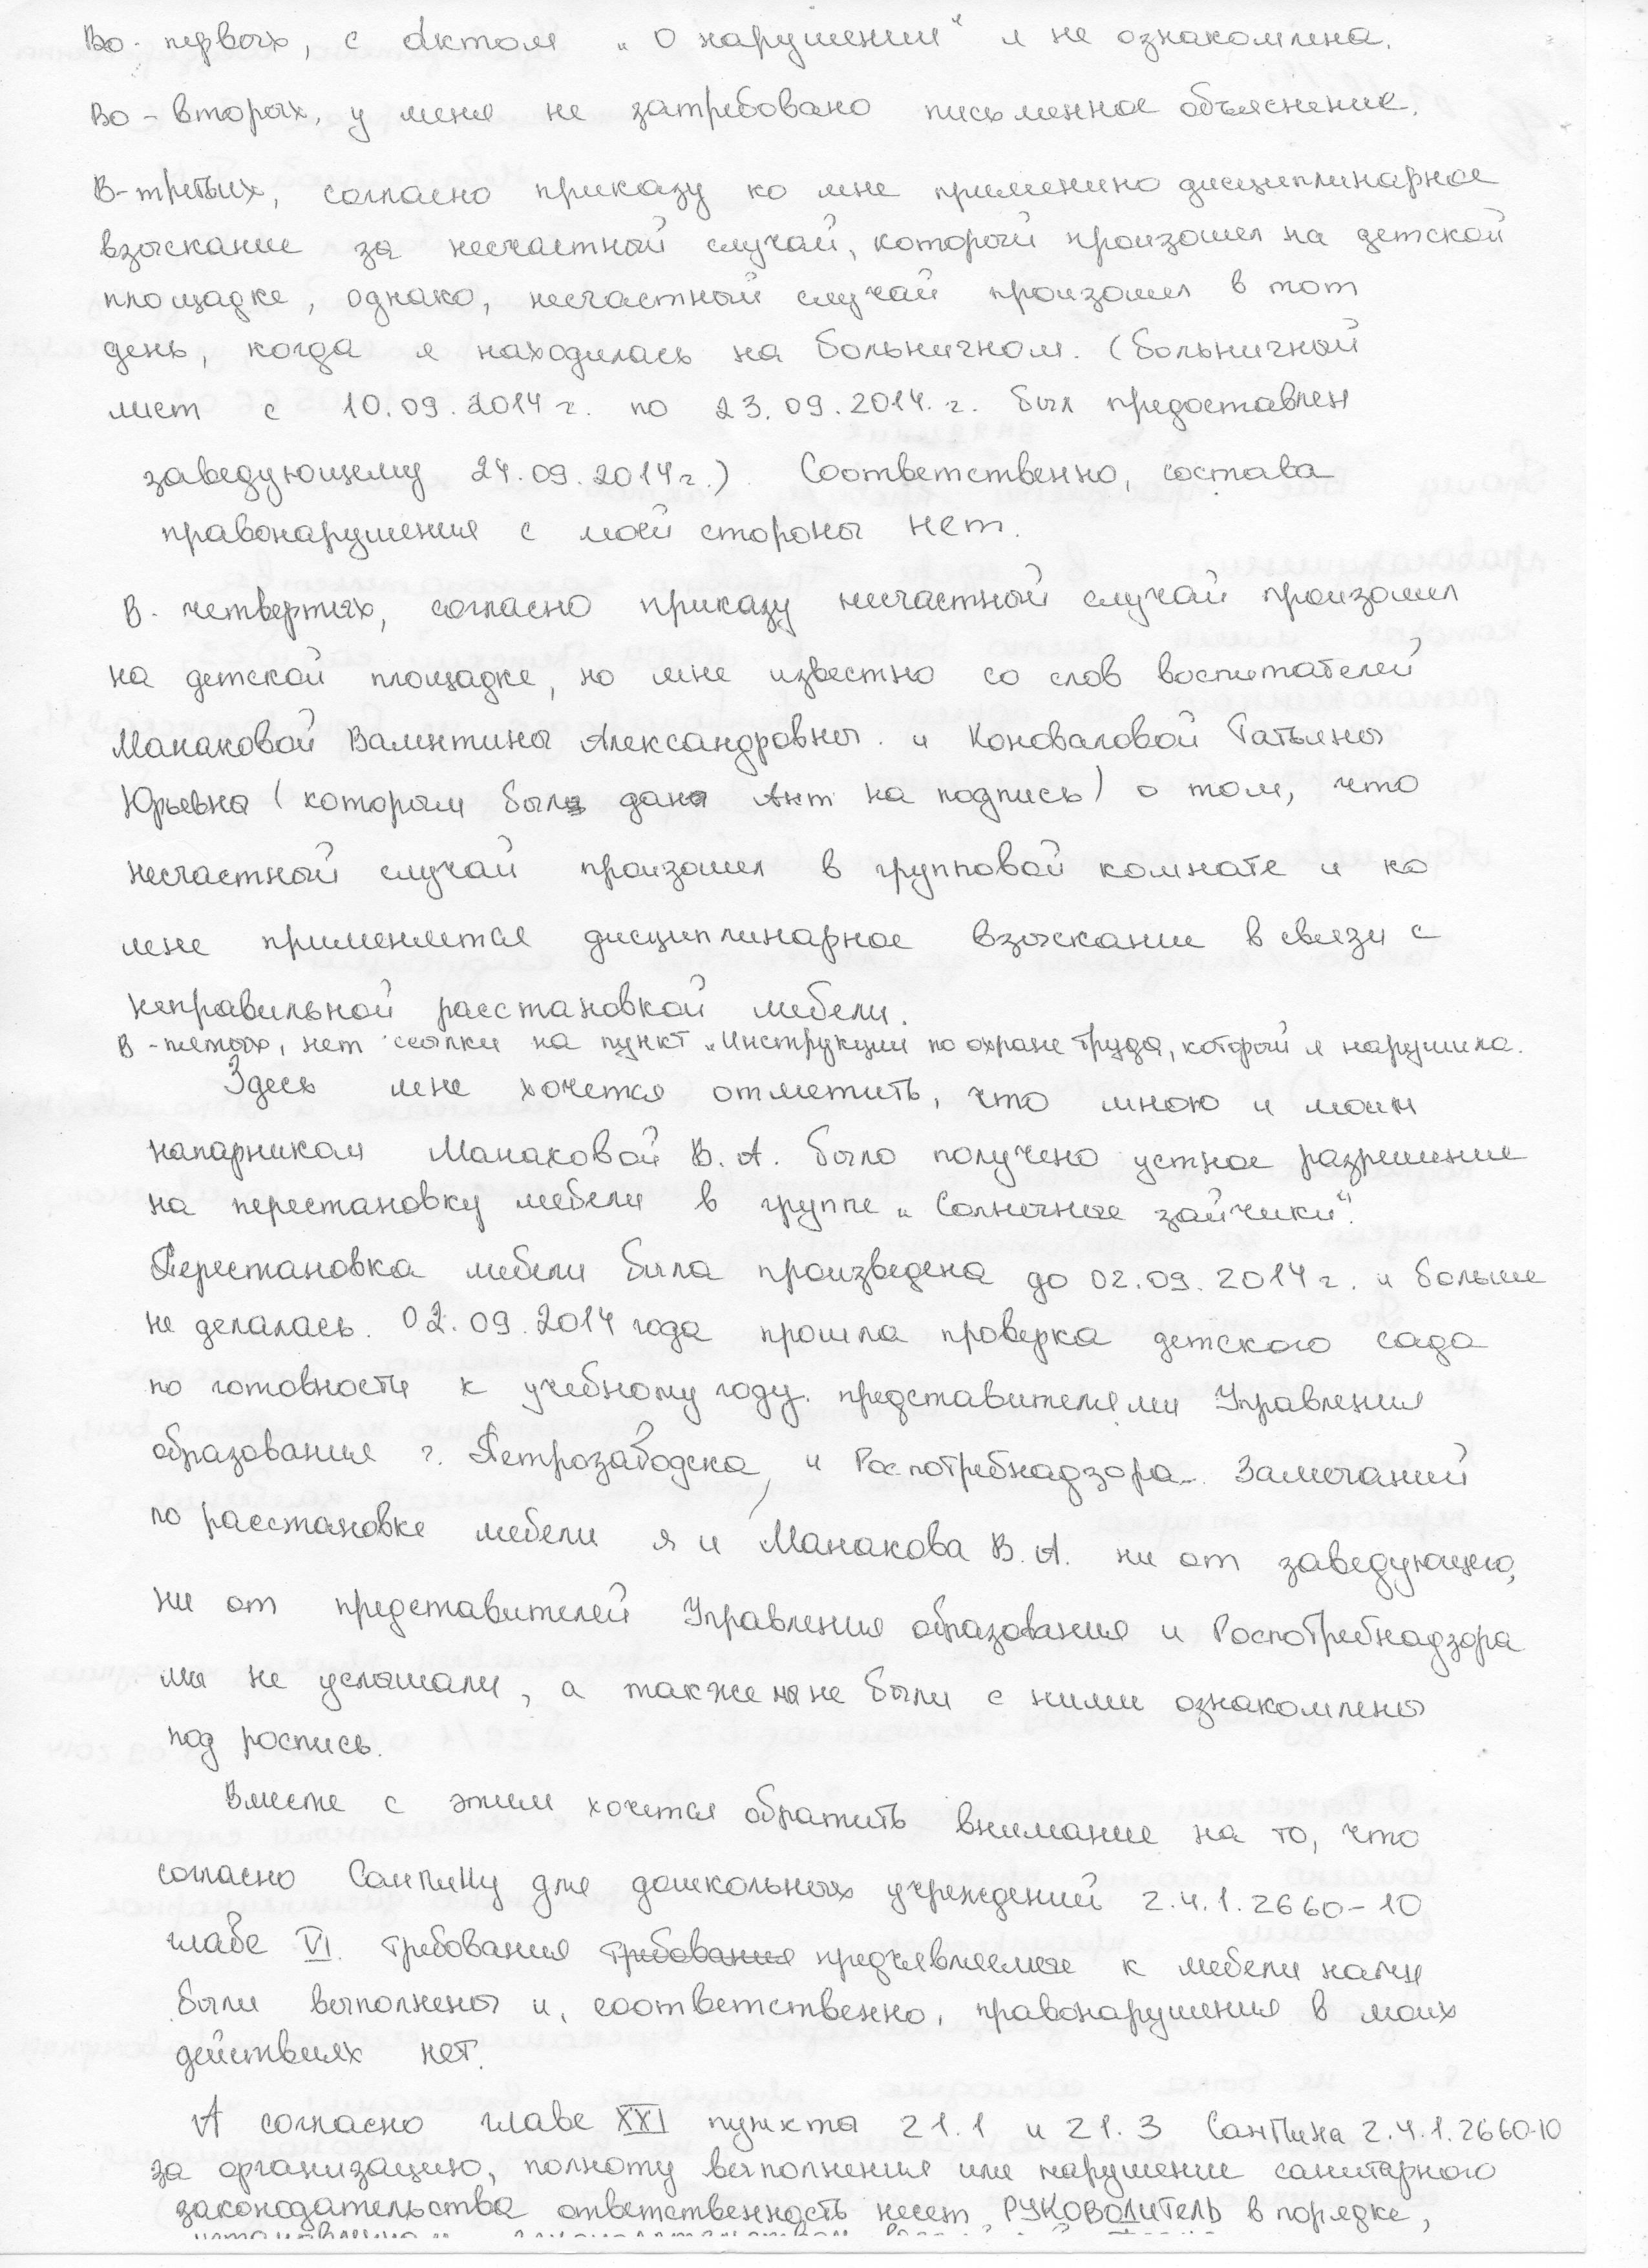 Во-первых, с Актом „О нарушении" я не ознакомлена.
Во-вторых, у меня не затребовано письменное объяснение.
В-третьих, согласно приказу ко мне применено дисциплинарное
взыскание за несчастный случай, который произошел на детской
площадке, однако, несчастный случай произошел в тот
день, когда я находилась на больничном. (больничный
лист с 10.09.2014 г. по 23.09.2014. г. был предоставлен
заведующему 24.09.2014 г.) Соответственно, состава
правонарушения с моей стороны нет.
В-четвертых, согласно приказу несчастный случай произошел
на детской площадке, но мне известно со слов воспитателей
Манаковой Валентины Александровны и Коноваловой Татьяны
Юрьевны (которым был дан Акт на подпись) о том, что
несчастный случай произошел в групповой комнате и ко
мне применяется дисциплинарное взыскание в связи с
неправильной расстановкой мебели.
В-пятых, нет ссылки на пункт „Инструкции по охране труда, который я нарушила.
Здесь мне хочется отметить, что мною и моим
напарником Манаковой В.А. было получено устное разрешение
на перестановку мебели в группе „Солнечные зайчики".
Перестановка мебели была произведена до 02.09.2014 г. и больше
не делалась. 02.09.2014 года прошла проверка детского сада
по готовности к учебному году. представителями Управления
образования г. Петрозаводска и Роспотребнадзора. Замечаний
по расстановке мебели я и Манакова В.А. ни от заведующего,
ни от представителей Управления образования и Роспотребнадзора
мы не услышали, а также мы не были с ними ознакомлены
под роспись.
Вместе с этим хочется обратить внимание на то, что
согласно СанПиНу для дошкольных учреждений 2.4.1.2660-10
главе VI. требования требования предъявляемые к мебели нами
были выполнены и, соответственно, правонарушения в моих
действиях нет.
А согласно главе XXI пункты 21.1 и 21.3 СанПина 2.4.1.2660-10
за организацию, полноту выполнения или нарушение санитарного
законодательства ответственность несет РУКОВОДИТЕЛЬ в порядке,